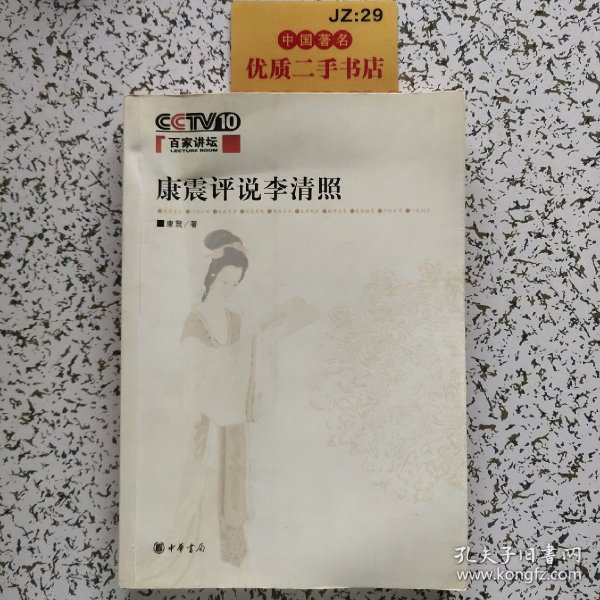 JZ:29
中国著名
优质二手书店
CCTV10
百家讲坛
LECTURE ROOM
康震评说李清照
康震/著
中華書局
孔夫子旧书网
www.kongfz.com